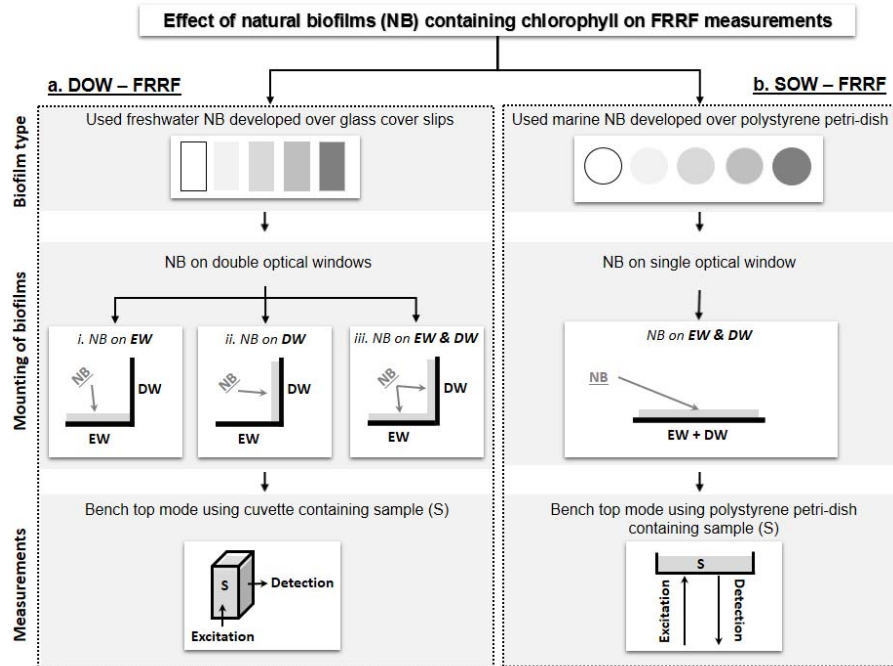 Effect of natural biofilms (NB) containing chlorophyll on FRRF measurements
a. DOW – FRRF
b. SOW – FRRF
Biofilm type
Used freshwater NB developed over glass cover slips
Used marine NB developed over polystyrene petri-dish
Mounting of biofilms
NB on double optical windows
NB on single optical window
i. NB on EW
NB
DW
EW
ii. NB on DW
NB
DW
EW
iii. NB on EW & DW
NB
DW
EW
NB on EW & DW
NB
EW + DW
Measurements
Bench top mode using cuvette containing sample (S)
S
Detection
Excitation
Bench top mode using polystyrene petri-dish
containing sample (S)
S
Excitation
Detection